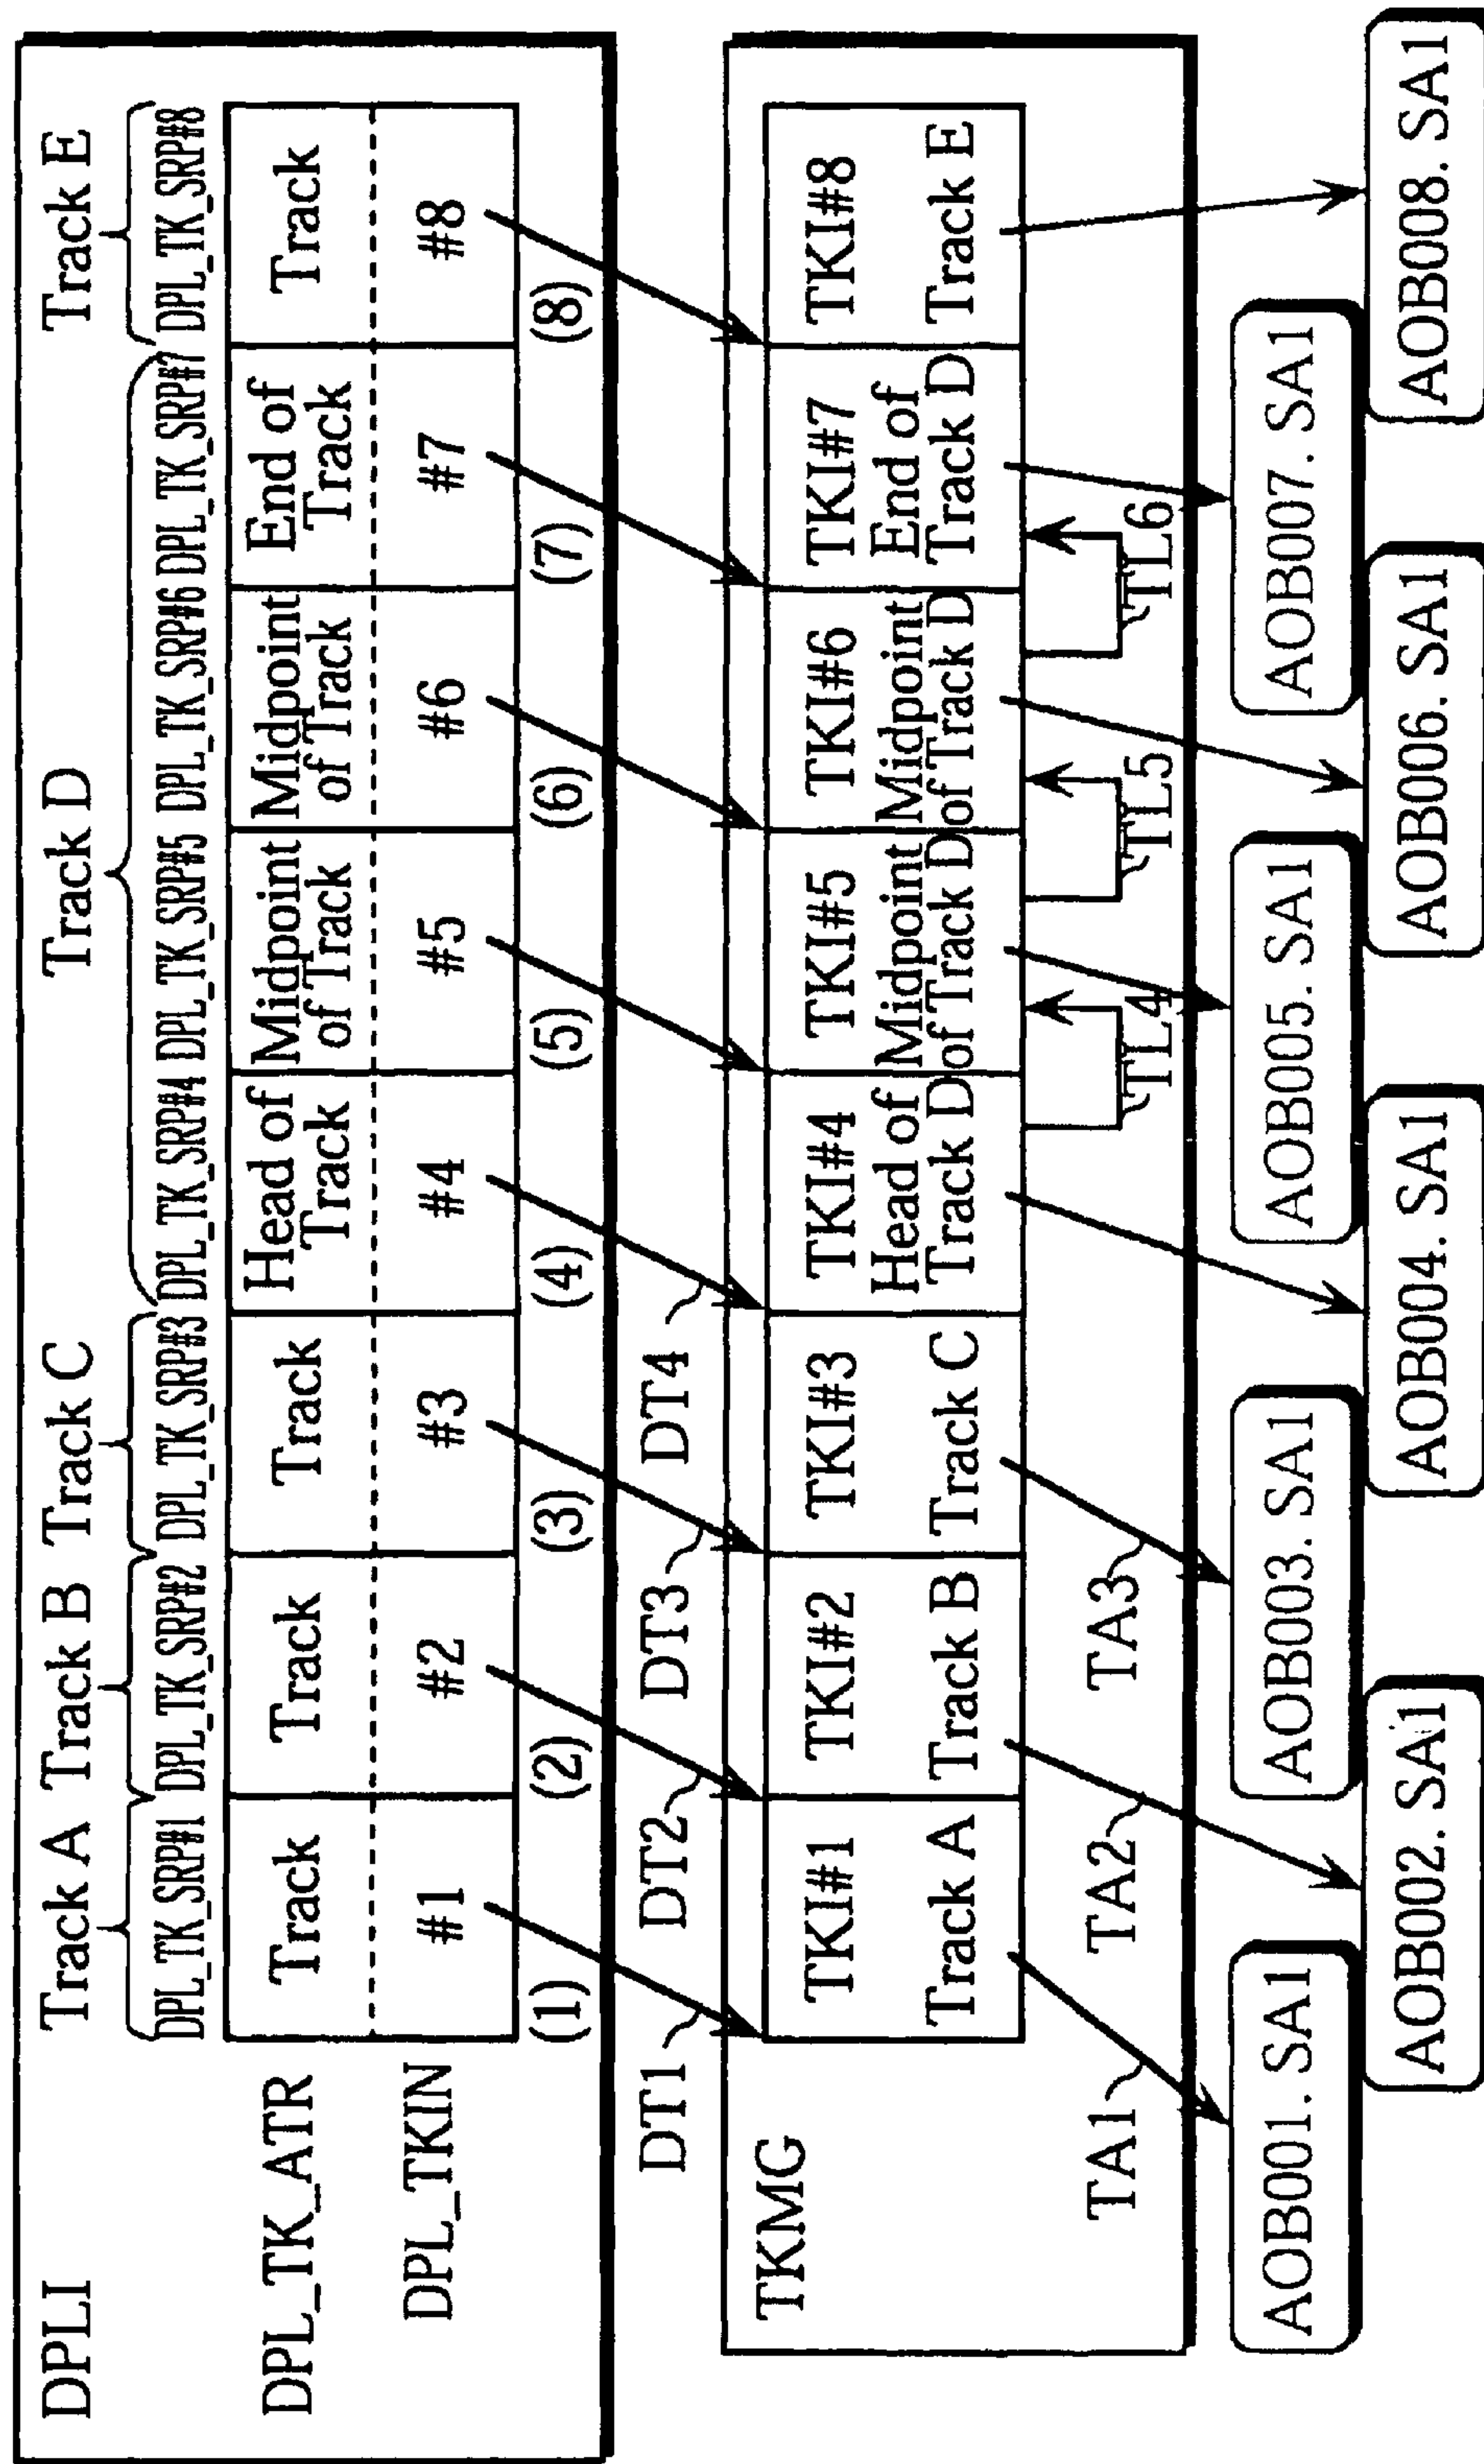 DPLI
Track A Track B Track C Track D Track E
DPL_TK_SRP#1 DPL_TK_SRP#2 DPL_TK_SRP#3 DPL_TK_SRP#4 DPL_TK_SRP#5 DPL_TK_SRP#6 DPL_TK_SRP#7 DPL_TK_SRP#8
DPL_TK_ATR
Track
Track
Track
Head of
Track
Midpoint
of Track
Midpoint
of Track
End of
Track
Track
DPL_TKIN
#1 #2 #3 #4 #5 #6 #7 #8
(1) (2) (3) (4) (5) (6) (7) (8)
DT1 DT2 DT3 DT4
TKMG
TKI#1
Track A
TKI#2
Track B
TKI#3
Track C
TKI#4
Head of
Track D
TKI#5
Midpoint
of Track D
TKI#6
Midpoint
of Track D
TKI#7
End of
Track D
TKI#8
Track E
TA1 TA2 TA3 TL4 TL5 TL6
AOB001. SA1 AOB003. SA1 AOB005. SA1 AOB007. SA1
AOB002. SA1 AOB004. SA1 AOB006. SA1 AOB008. SA1